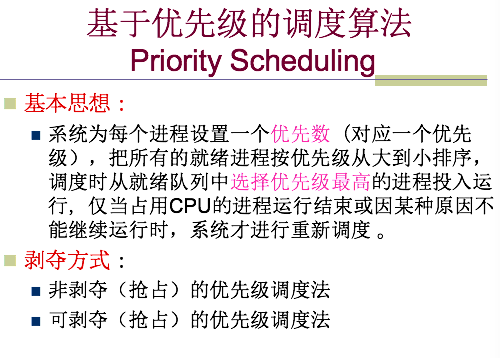 基于优先级的调度算法
Priority Scheduling
基本思想：
系统为每个进程设置一个优先数（对应一个优先
级），把所有的就绪进程按优先级从大到小排序，
调度时从就绪队列中选择优先级最高的进程投入运
行，仅当占用CPU的进程运行结束或因某种原因不
能继续运行时，系统才进行重新调度 。
剥夺方式：
非剥夺（抢占）的优先级调度法
可剥夺（抢占）的优先级调度法